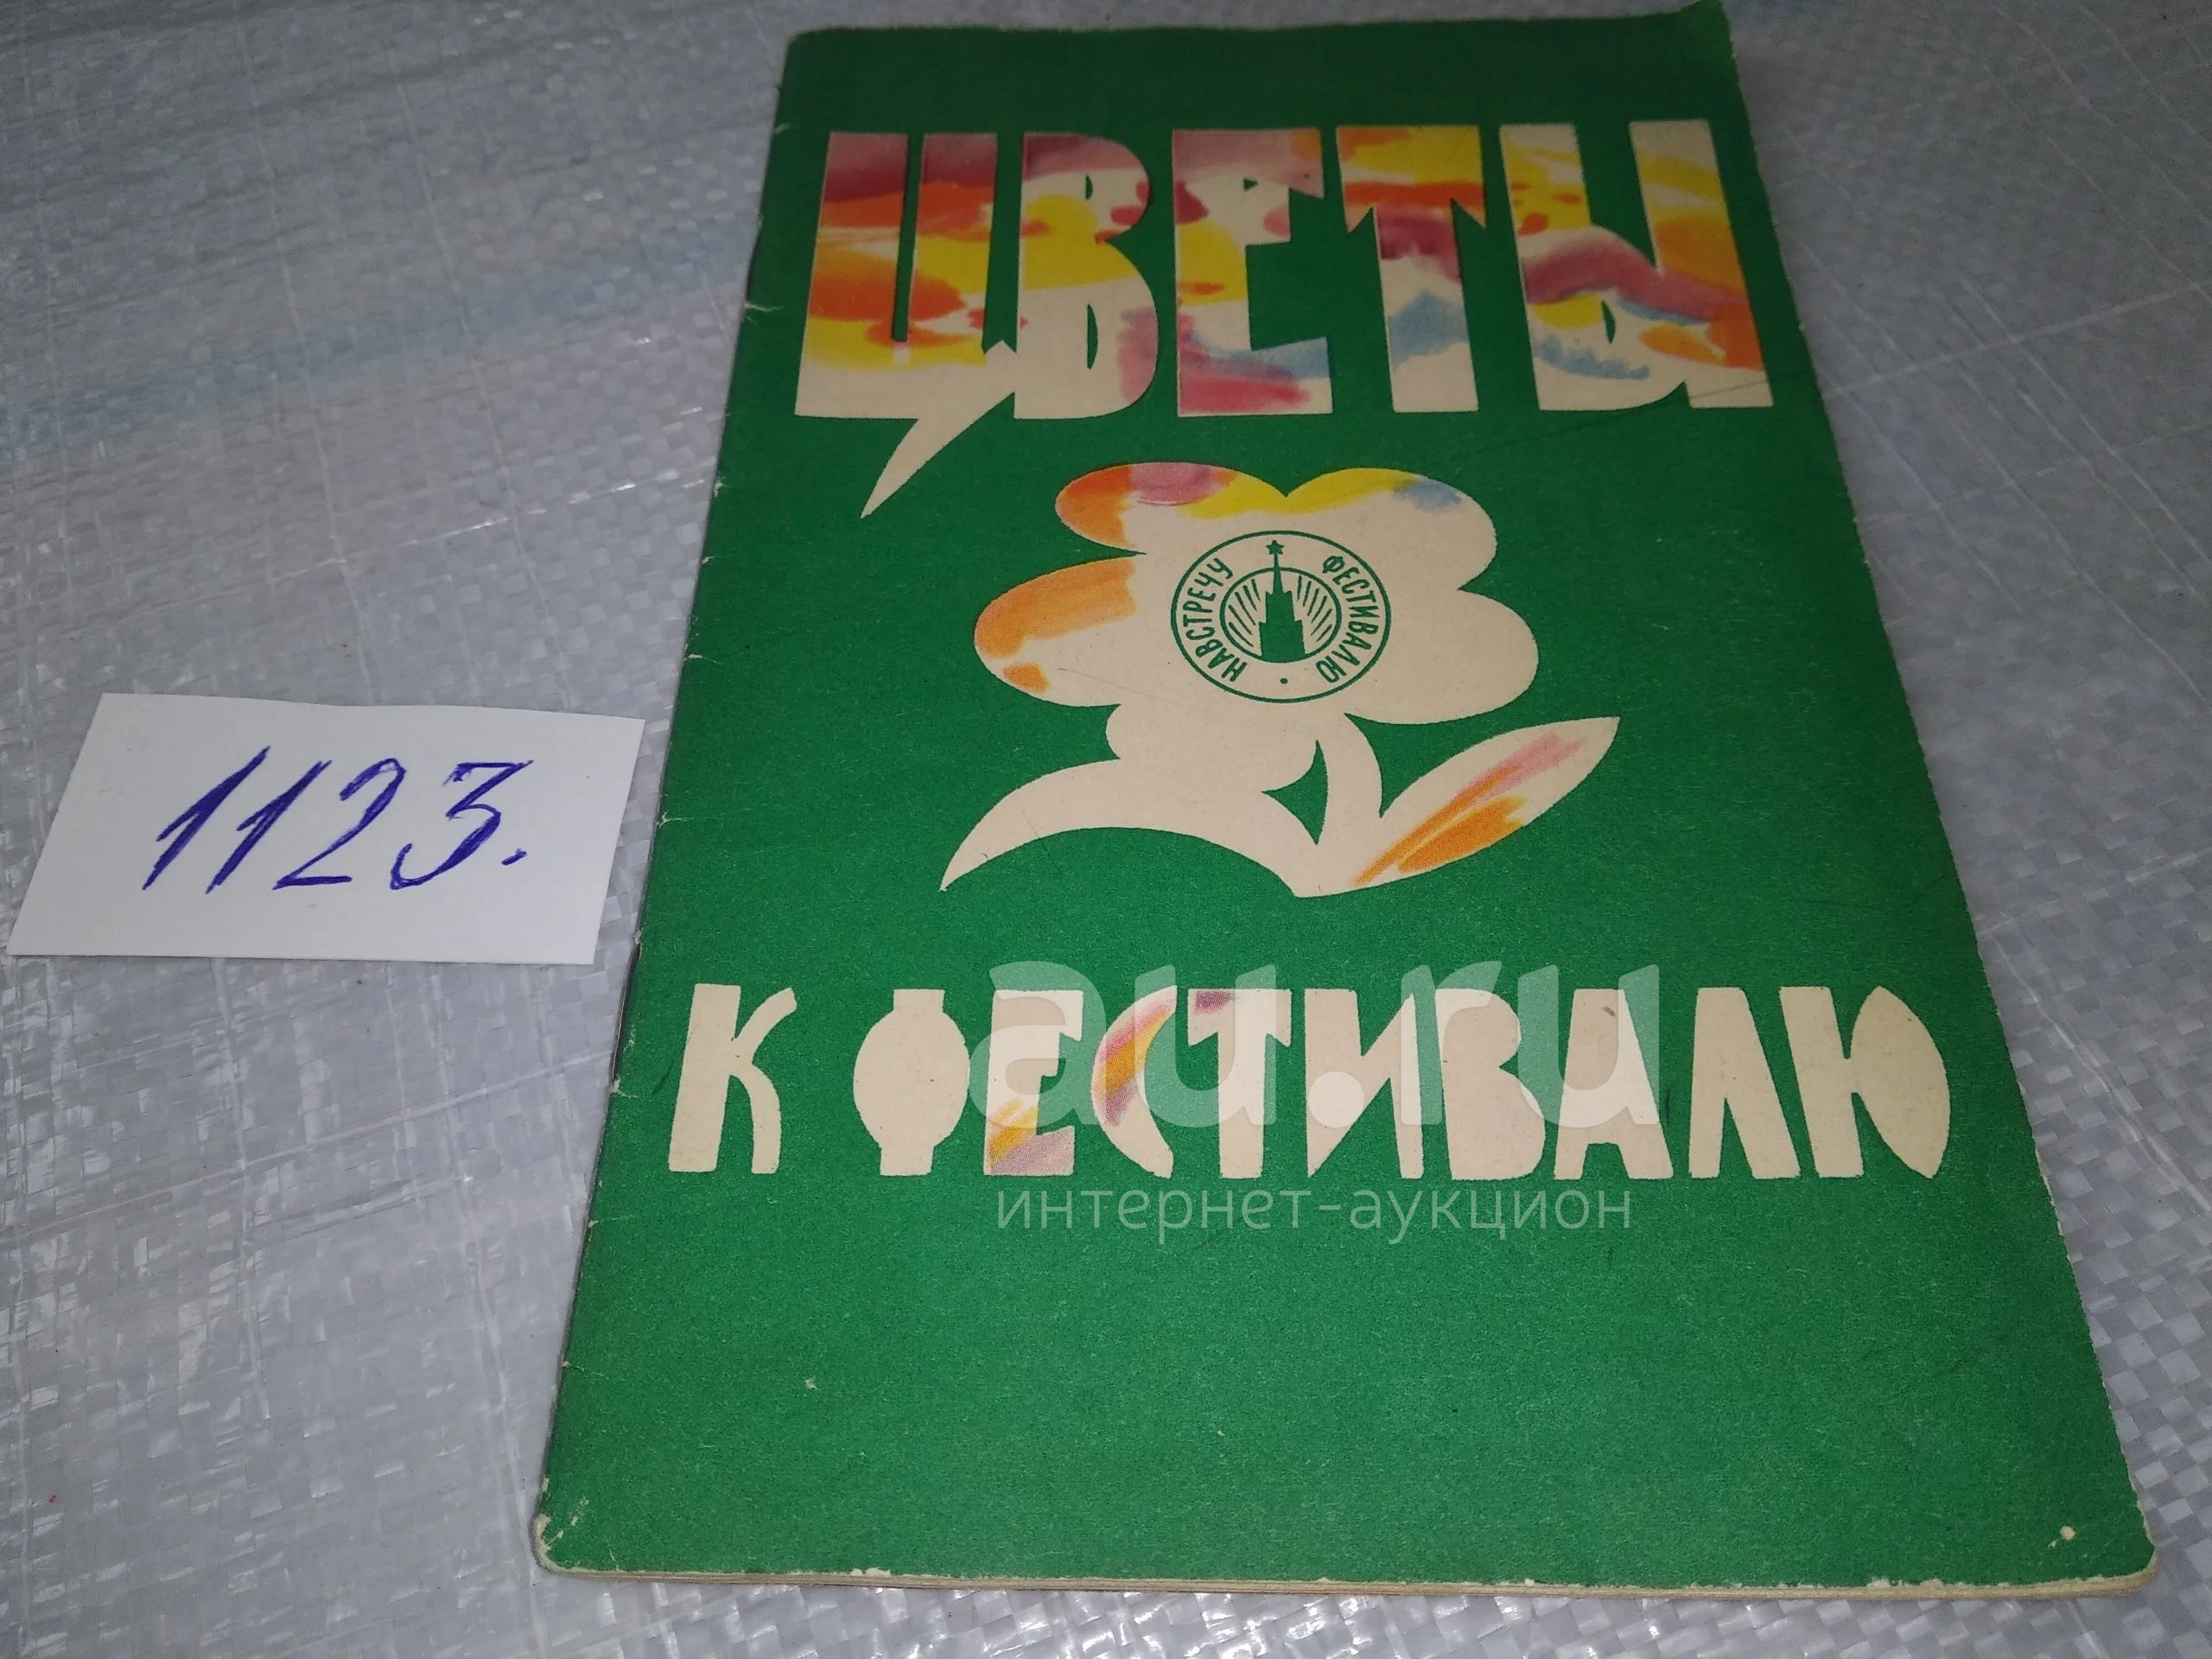 ЦВЕТЫ
НАВСТРЕЧУ ФЕСТИВАЛЮ
1123.
К ФЕСТИВАЛЮ
au.ru
интернет-аукцион